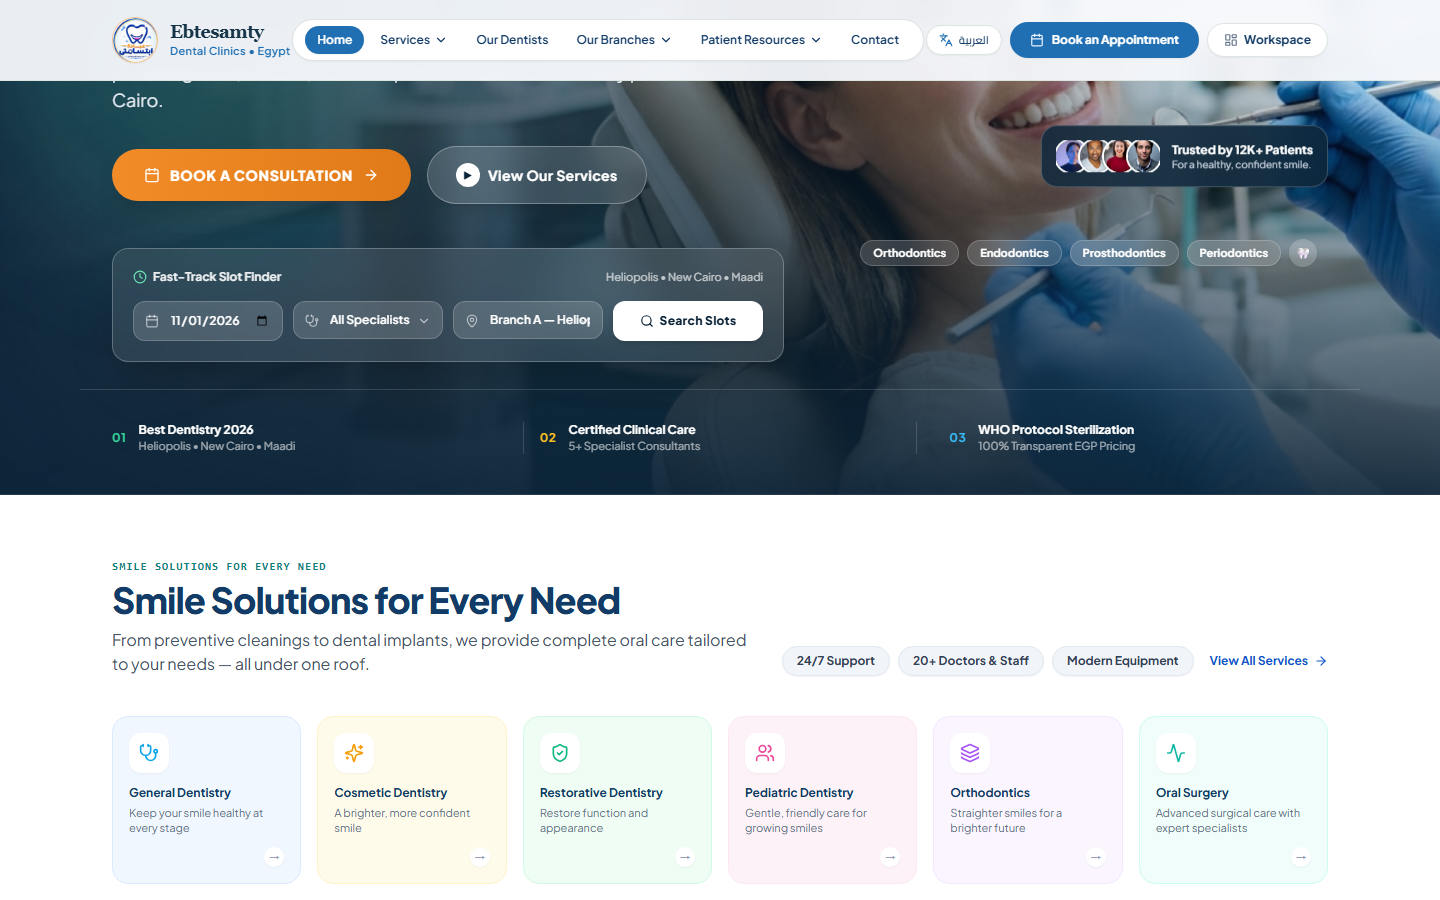 Ebtesamty
Dental Clinics • Egypt
Home
Services
Our Dentists
Our Branches
Patient Resources
Contact
العربية
Book an Appointment
Workspace
Cairo.
BOOK A CONSULTATION
View Our Services
Trusted by 12K+ Patients
For a healthy, confident smile.
Orthodontics
Endodontics
Prosthodontics
Periodontics
Fast-Track Slot Finder
Heliopolis • New Cairo • Maadi
11/01/2026
All Specialists
Branch A — Heliop
Search Slots
01
Best Dentistry 2026
Heliopolis • New Cairo • Maadi
02
Certified Clinical Care
5+ Specialist Consultants
03
WHO Protocol Sterilization
100% Transparent EGP Pricing
SMILE SOLUTIONS FOR EVERY NEED
Smile Solutions for Every Need
From preventive cleanings to dental implants, we provide complete oral care tailored
to your needs — all under one roof.
24/7 Support
20+ Doctors & Staff
Modern Equipment
View All Services
General Dentistry
Keep your smile healthy at
every stage
Cosmetic Dentistry
A brighter, more confident
smile
Restorative Dentistry
Restore function and
appearance
Pediatric Dentistry
Gentle, friendly care for
growing smiles
Orthodontics
Straighter smiles for a
brighter future
Oral Surgery
Advanced surgical care with
expert specialists